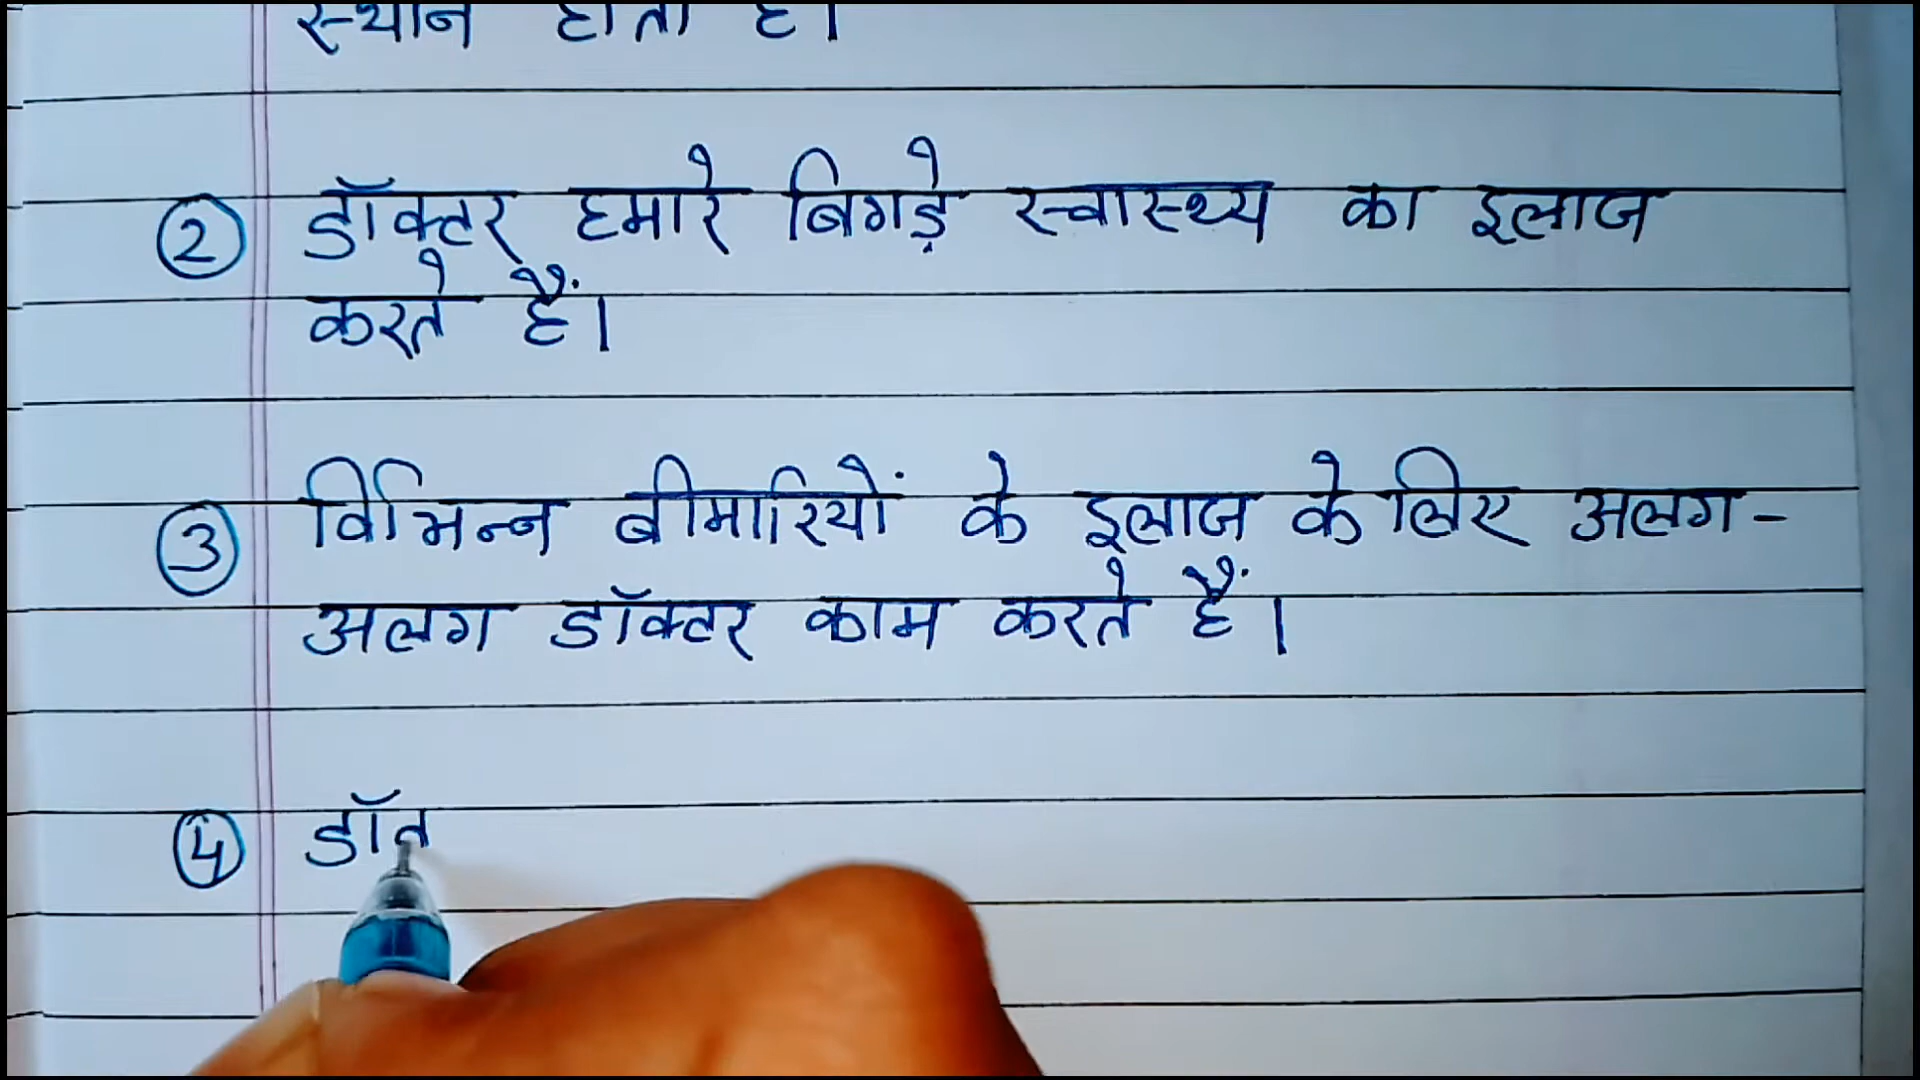 स्थान होता है।
② डॉक्टर हमारे बिगड़े स्वास्थ्य का इलाज
करते हैं।
③ विभिन्न बीमारियों के इलाज के लिए अलग-
अलग डॉक्टर काम करते हैं।
④ डॉ